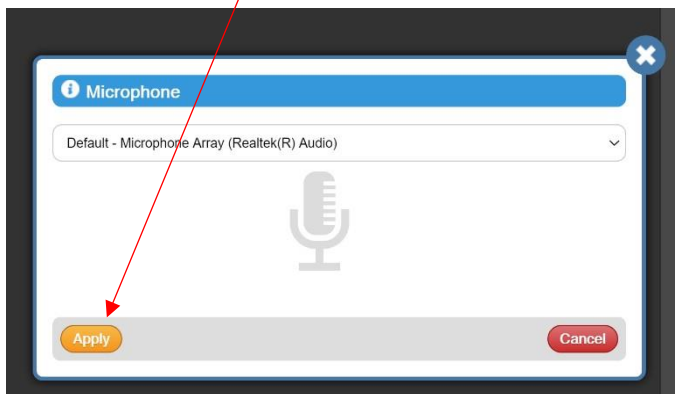 Microphone
Default - Microphone Array (Realtek(R) Audio)
Apply
Cancel